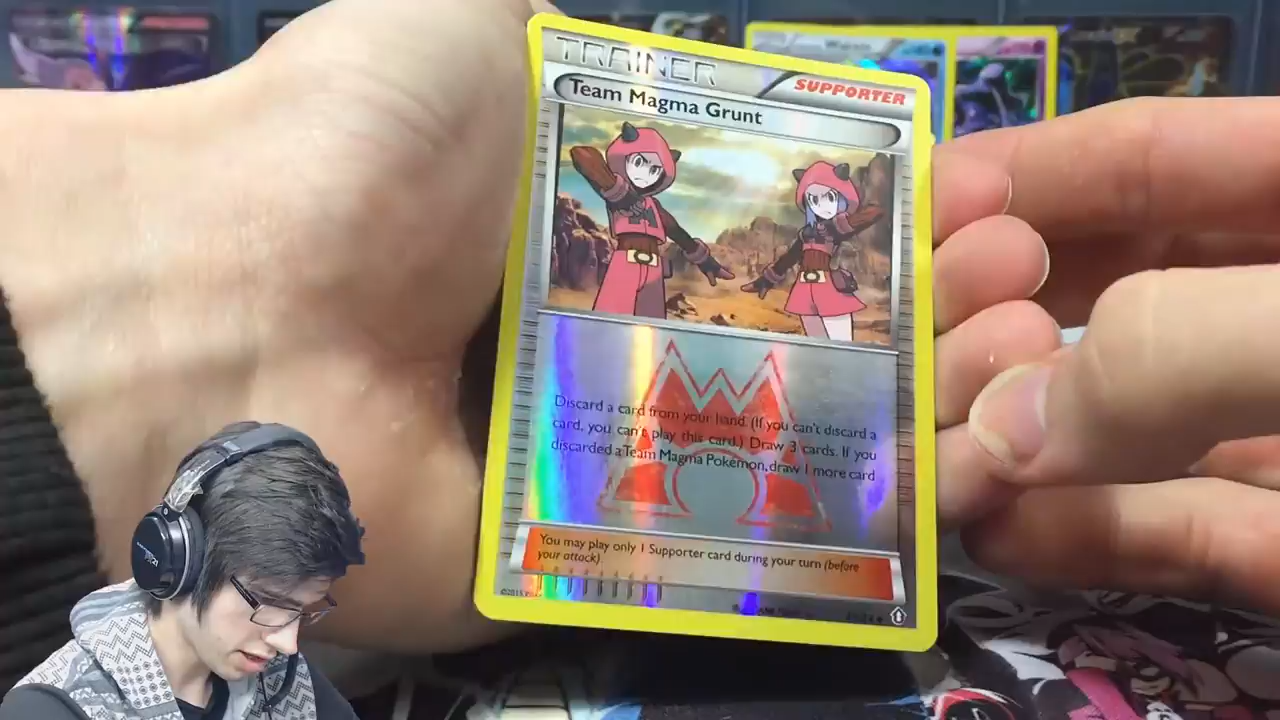 TRAINER
SUPPORTER
Team Magma Grunt
Discard a card from your hand. (If you can't discard a
card, you can't play this card.) Draw 3 cards. If you
discarded a Team Magma Pokémon, draw 1 more card
You may play only 1 Supporter card during your turn (before
your attack).
©2015